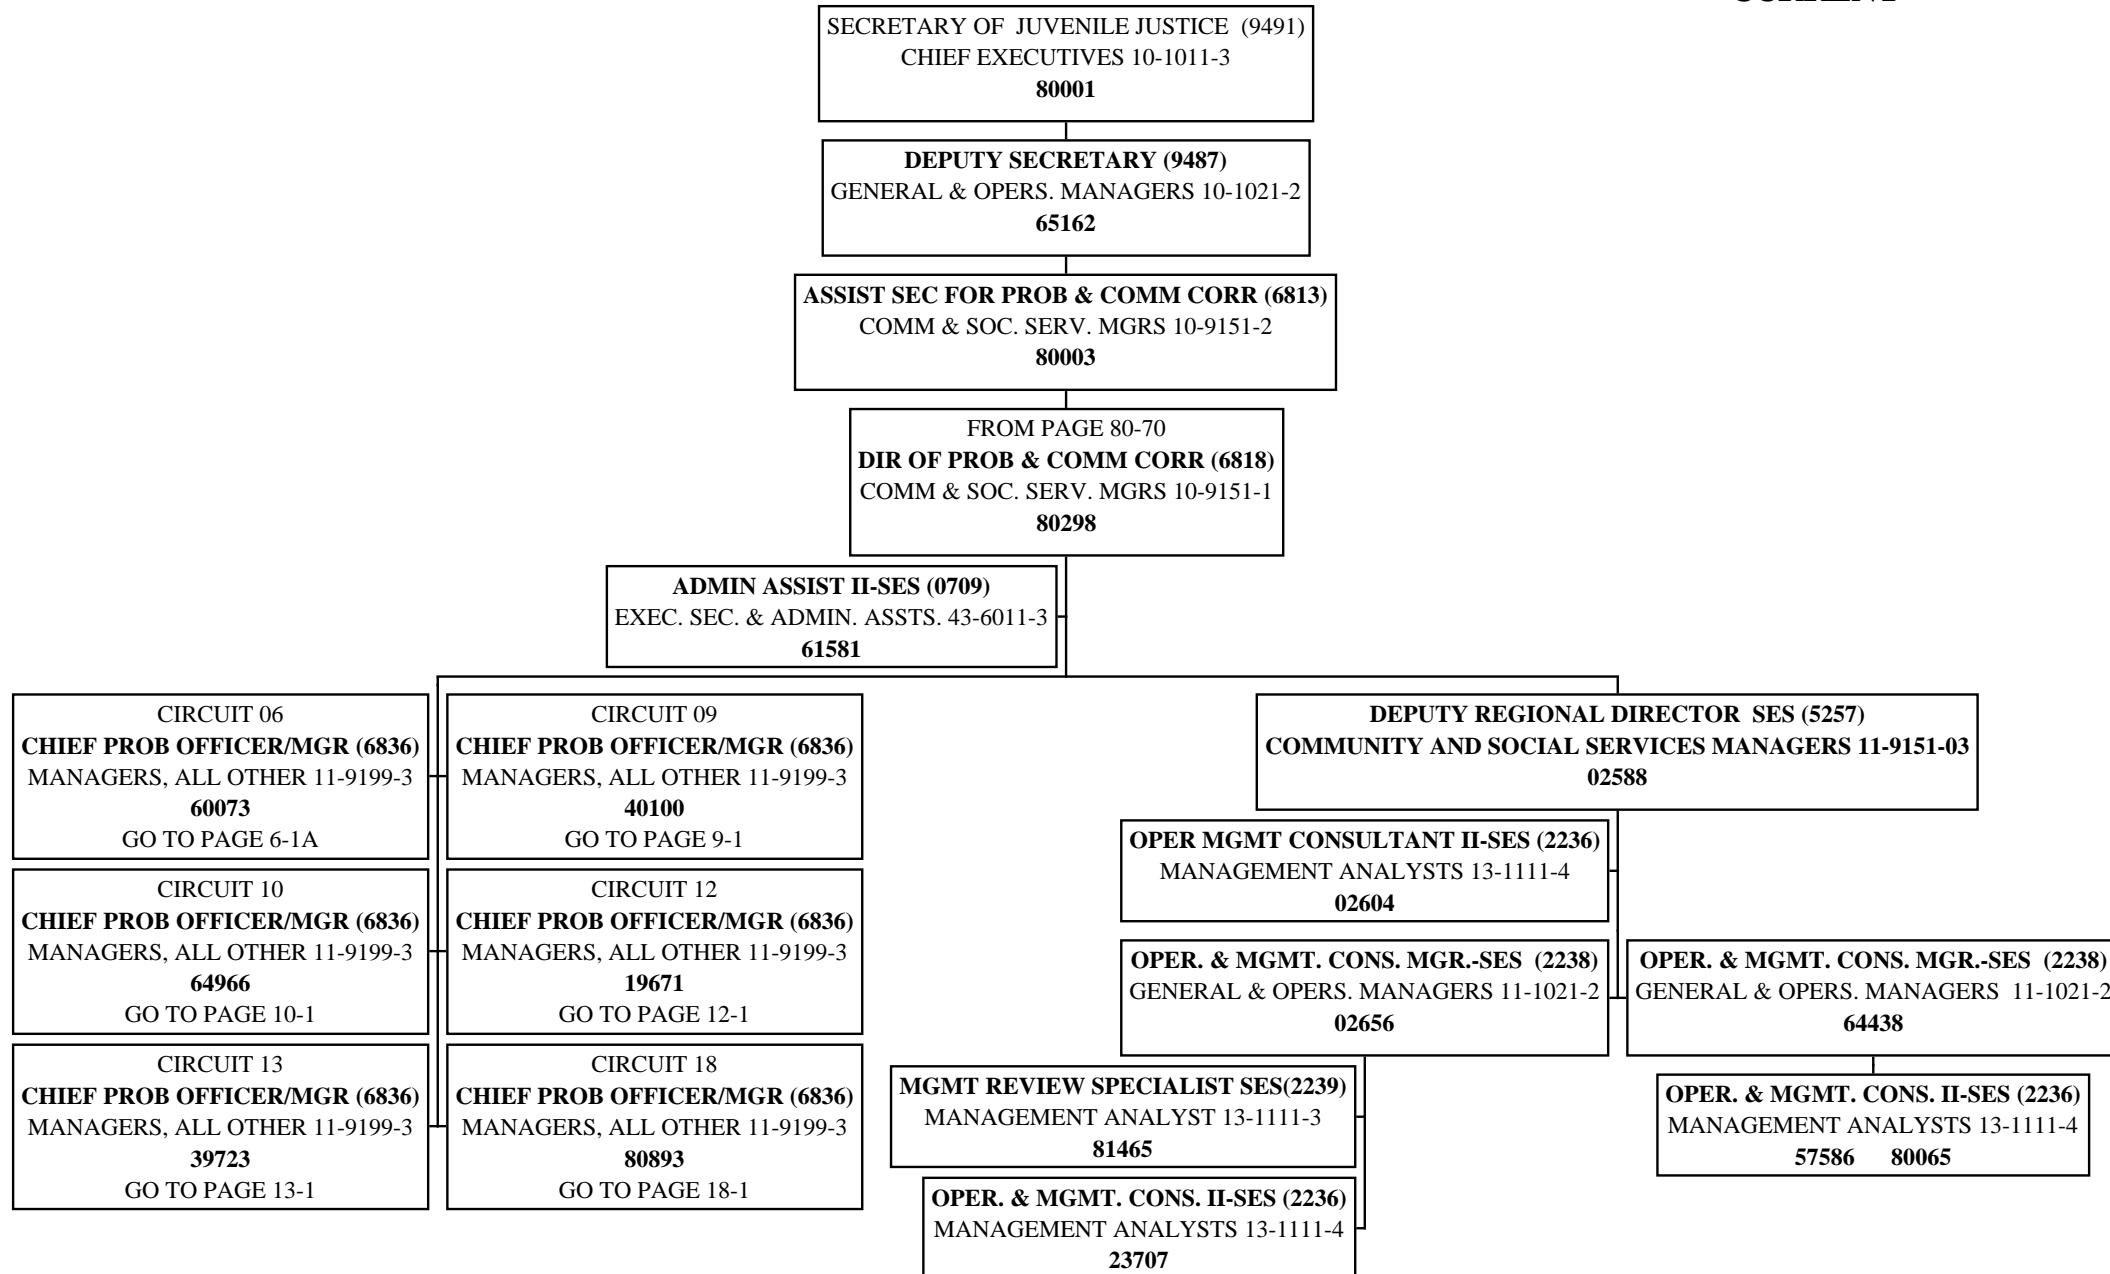 SECRETARY OF JUVENILE JUSTICE (9491)
CHIEF EXECUTIVES 10-1011-3
80001
DEPUTY SECRETARY (9487)
GENERAL & OPERS. MANAGERS 10-1021-2
65162
ASSIST SEC FOR PROB & COMM CORR (6813)
COMM & SOC. SERV. MGRS 10-9151-2
80003
FROM PAGE 80-70
DIR OF PROB & COMM CORR (6818)
COMM & SOC. SERV. MGRS 10-9151-1
80298
ADMIN ASSIST II-SES (0709)
EXEC. SEC. & ADMIN. ASSTS. 43-6011-3
61581
CIRCUIT 06
CHIEF PROB OFFICER/MGR (6836)
MANAGERS, ALL OTHER 11-9199-3
60073
GO TO PAGE 6-1A
CIRCUIT 09
CHIEF PROB OFFICER/MGR (6836)
MANAGERS, ALL OTHER 11-9199-3
40100
GO TO PAGE 9-1
CIRCUIT 10
CHIEF PROB OFFICER/MGR (6836)
MANAGERS, ALL OTHER 11-9199-3
64966
GO TO PAGE 10-1
CIRCUIT 12
CHIEF PROB OFFICER/MGR (6836)
MANAGERS, ALL OTHER 11-9199-3
19671
GO TO PAGE 12-1
CIRCUIT 13
CHIEF PROB OFFICER/MGR (6836)
MANAGERS, ALL OTHER 11-9199-3
39723
GO TO PAGE 13-1
CIRCUIT 18
CHIEF PROB OFFICER/MGR (6836)
MANAGERS, ALL OTHER 11-9199-3
80893
GO TO PAGE 18-1
DEPUTY REGIONAL DIRECTOR SES (5257)
COMMUNITY AND SOCIAL SERVICES MANAGERS 11-9151-03
02588
OPER MGMT CONSULTANT II-SES (2236)
MANAGEMENT ANALYSTS 13-1111-4
02604
OPER. & MGMT. CONS. MGR.-SES (2238)
GENERAL & OPERS. MANAGERS 11-1021-2
02656
OPER. & MGMT. CONS. MGR.-SES (2238)
GENERAL & OPERS. MANAGERS 11-1021-2
64438
MGMT REVIEW SPECIALIST SES(2239)
MANAGEMENT ANALYST 13-1111-3
81465
OPER. & MGMT. CONS. II-SES (2236)
MANAGEMENT ANALYSTS 13-1111-4
57586 80065
OPER. & MGMT. CONS. II-SES (2236)
MANAGEMENT ANALYSTS 13-1111-4
23707